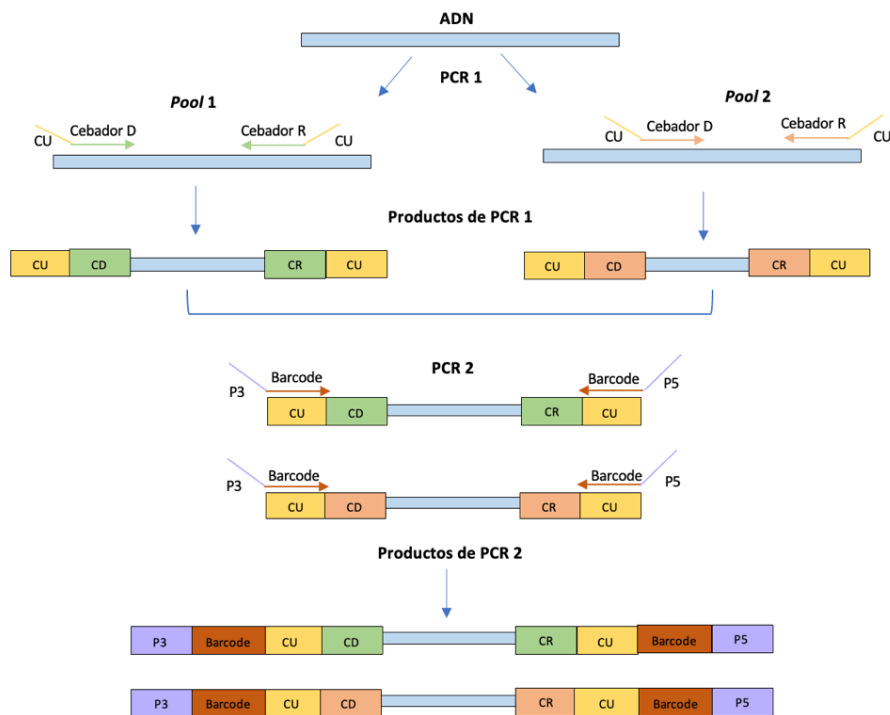 ADN
PCR 1
Pool 1
Pool 2
CU Cebador D Cebador R CU
CU Cebador D Cebador R CU
Productos de PCR 1
CU CD CR CU
CU CD CR CU
PCR 2
P3 Barcode Barcode P5
CU CD CR CU
P3 Barcode Barcode P5
CU CD CR CU
Productos de PCR 2
P3 Barcode CU CD CR CU Barcode P5
P3 Barcode CU CD CR CU Barcode P5